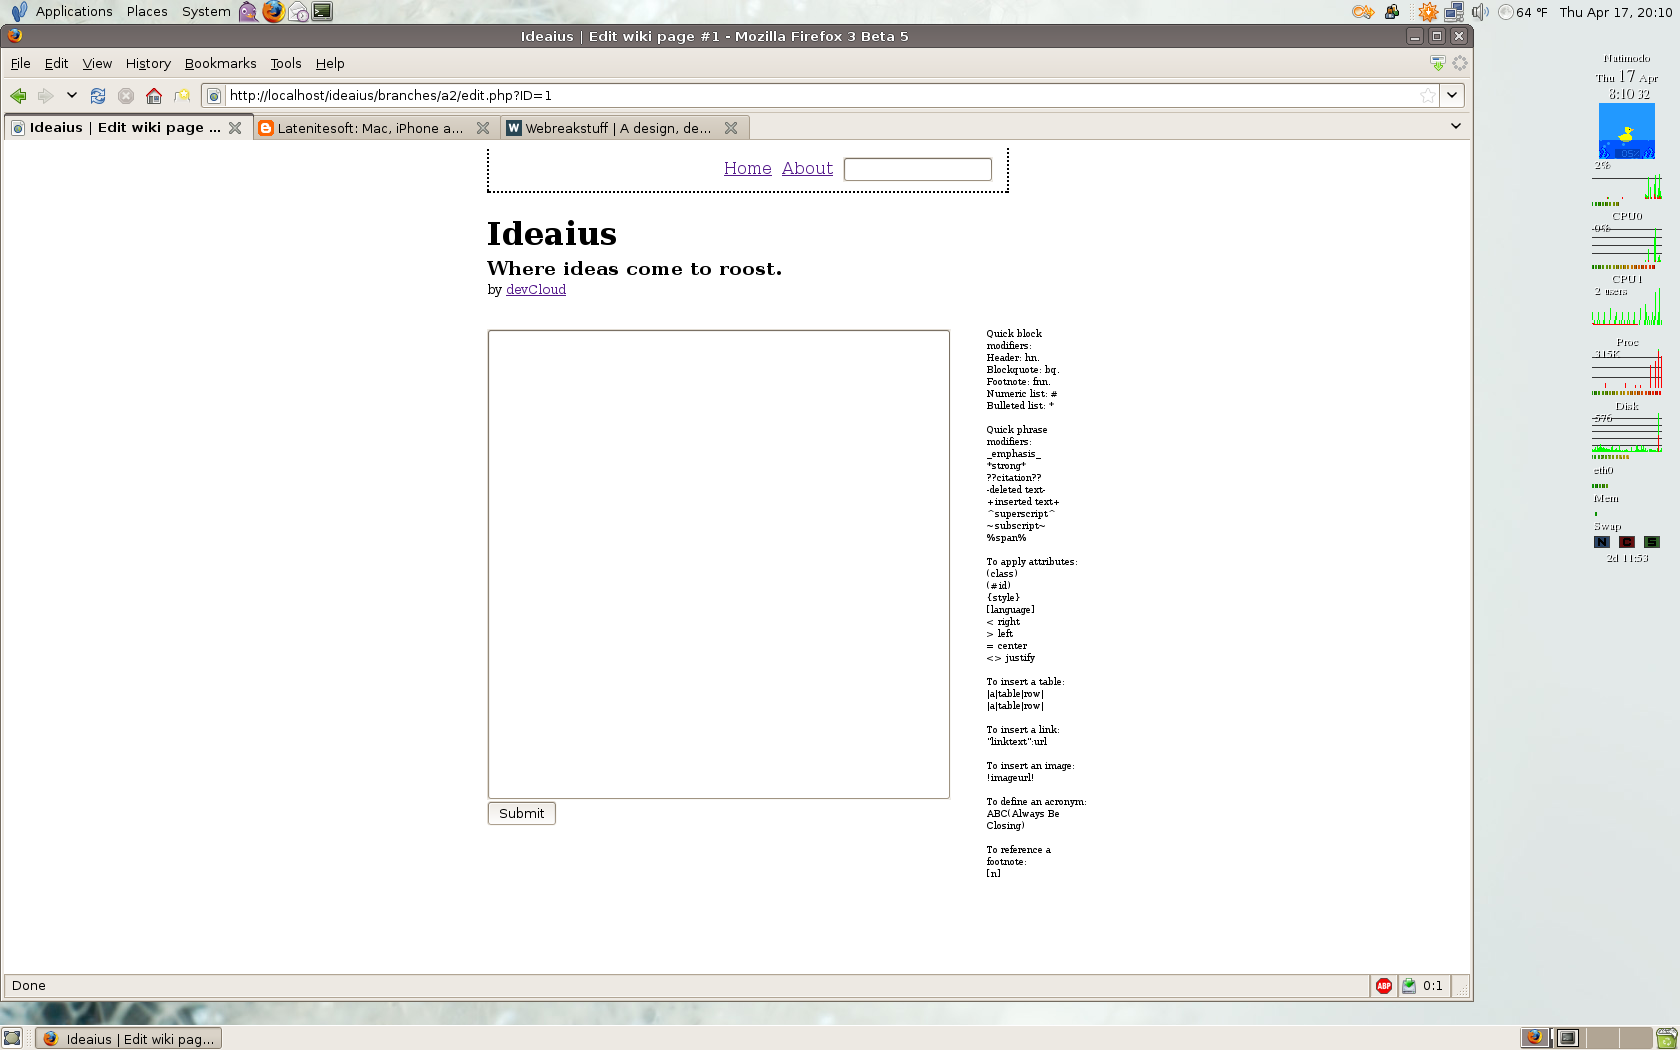 Applications Places System
64 °F Thu Apr 17, 20:10
Ideaius | Edit wiki page #1 - Mozilla Firefox 3 Beta 5
File Edit View History Bookmarks Tools Help
http://localhost/ideaius/branches/a2/edit.php?ID=1
Ideaius | Edit wiki page ... Latenitesoft: Mac, iPhone a... W Webreakstuff | A design, de...
Home About
Ideaius
Where ideas come to roost.
by devCloud
Submit
Quick block
modifiers:
Header: hn.
Blockquote: bq.
Footnote: fnn.
Numeric list: #
Bulleted list: *
Quick phrase
modifiers:
_emphasis_
*strong*
??citation??
-deleted text-
+inserted text+
^superscript^
~subscript~
%span%
To apply attributes:
(class)
(#id)
{style}
[language]
< right
> left
= center
<> justify
To insert a table:
|a|table|row|
|a|table|row|
To insert a link:
"linktext":url
To insert an image:
!imageurl!
To define an acronym:
ABC(Always Be
Closing)
To reference a
footnote:
[n]
Done
ABP 0:1
Ideaius | Edit wiki pag...
Natimodo
Thu 17 Apr
8:10 32
2%
CPU0
0%
CPU1
2 users
Proc
315K
Disk
576
eth0
Mem
Swap
N C S
2d 11:53